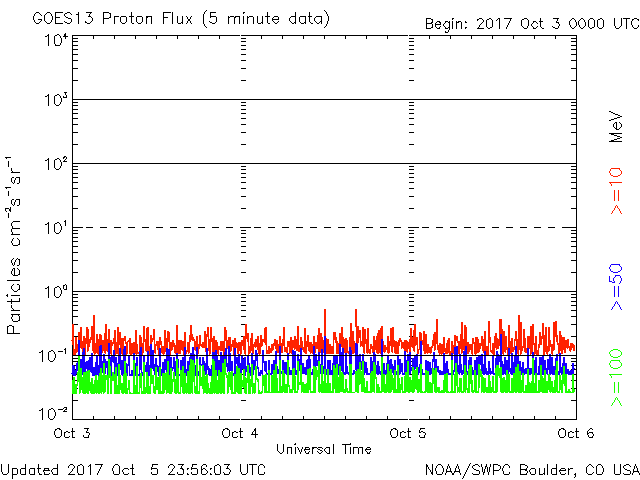 GOES13 Proton Flux (5 minute data)
Begin: 2017 Oct 3 0000 UTC
10⁴
10³
10²
10¹
10⁰
10⁻¹
10⁻²
Particles cm⁻²s⁻¹sr⁻¹
MeV
>=10
>=50
>=100
Oct 3
Oct 4
Oct 5
Oct 6
Universal Time
Updated 2017 Oct 5 23:56:03 UTC
NOAA/SWPC Boulder, CO USA